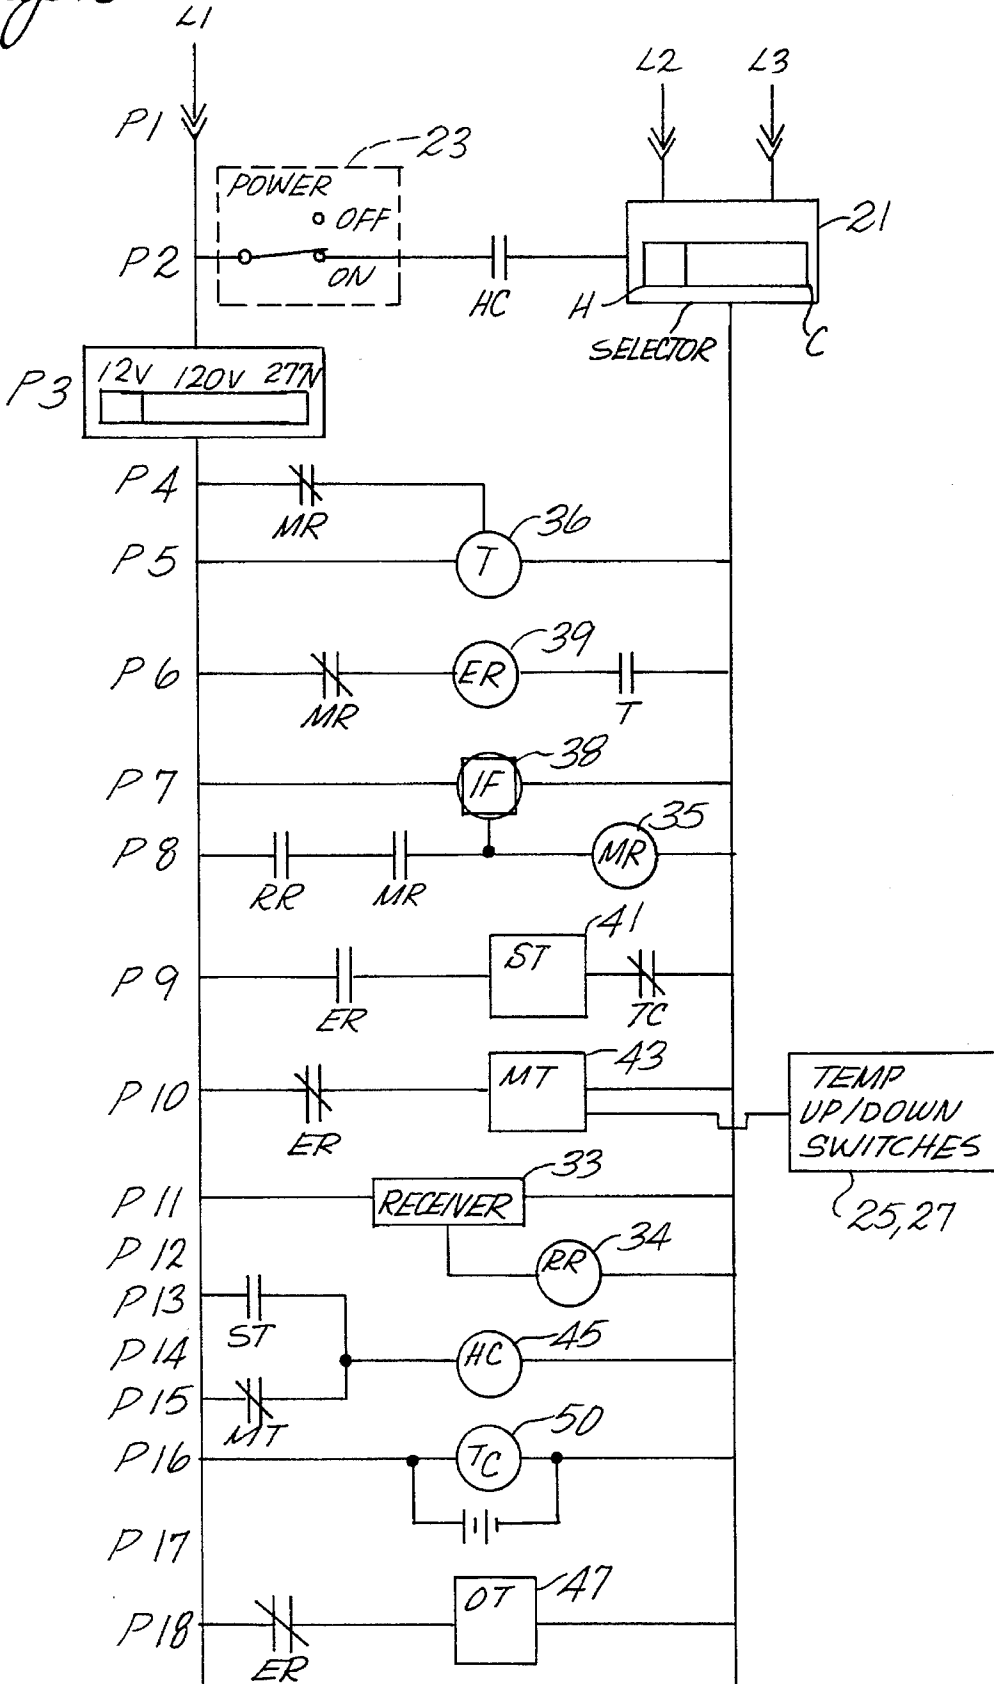 L1
L2 L3
P1
23
POWER
OFF
21
P2
ON
HC
H
C
SELECTOR
P3
12V 120V 277V
P4
MR
36
P5
T
39
P6
ER
MR
T
38
P7
IF
35
P8
MR
RR
MR
41
ST
P9
ER
TC
43
MT
TEMP
UP/DOWN
SWITCHES
P10
ER
33
P11
RECEIVER
25,27
34
P12
RR
P13
ST
45
P14
HC
P15
MT
50
P16
TC
P17
47
OT
P18
ER